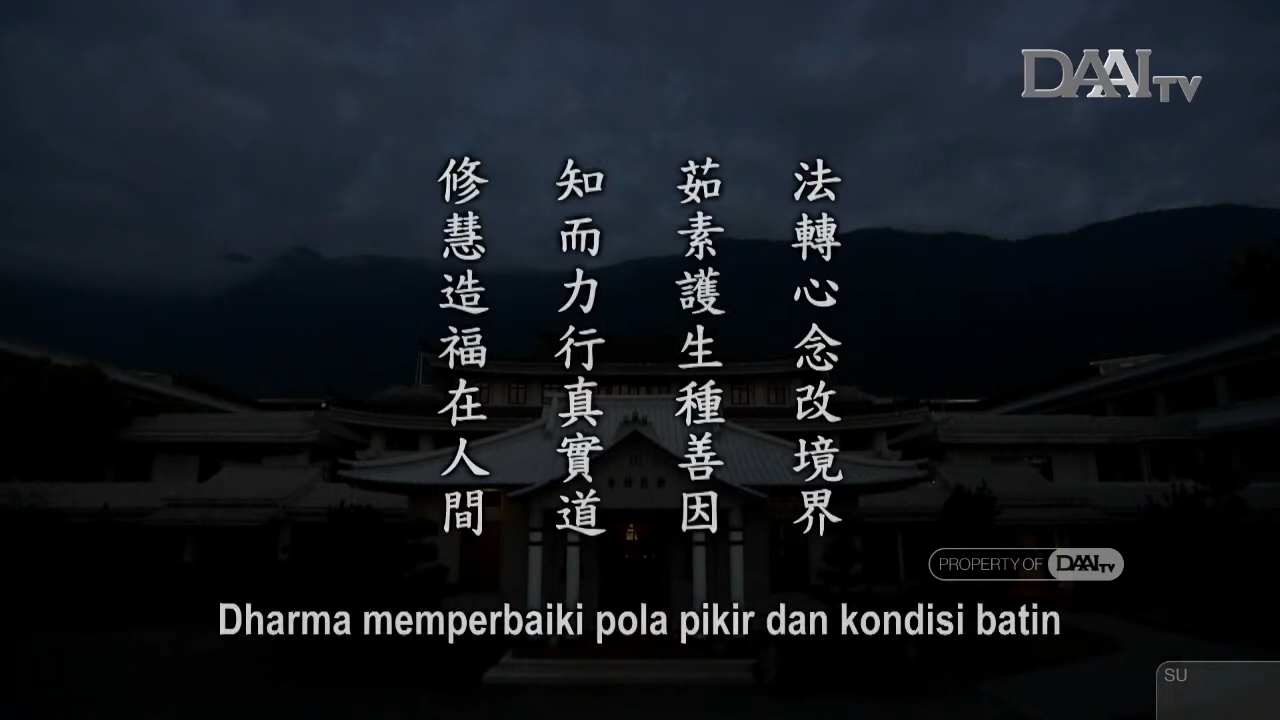 DAAI TV
法轉心念改境界
茹素護生種善因
知而力行真實道
修慧造福在人間
PROPERTY OF DAAI TV
Dharma memperbaiki pola pikir dan kondisi batin
SU